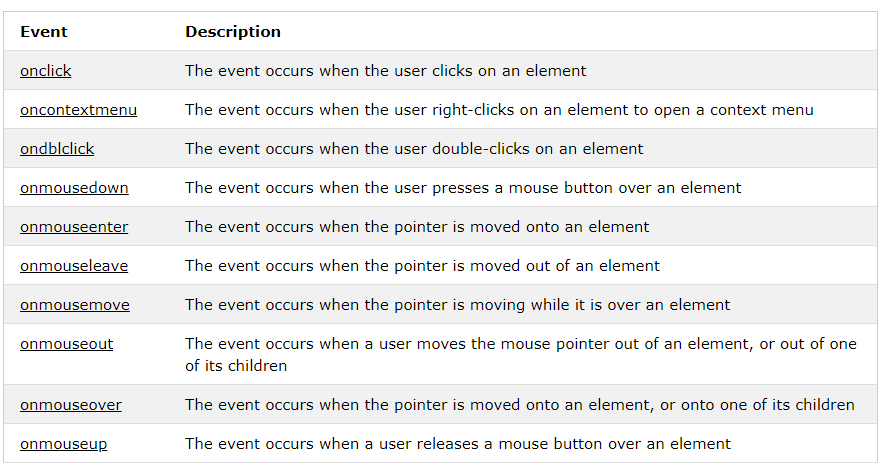 Event Description
onclick The event occurs when the user clicks on an element
oncontextmenu The event occurs when the user right-clicks on an element to open a context menu
ondblclick The event occurs when the user double-clicks on an element
onmousedown The event occurs when the user presses a mouse button over an element
onmouseenter The event occurs when the pointer is moved onto an element
onmouseleave The event occurs when the pointer is moved out of an element
onmousemove The event occurs when the pointer is moving while it is over an element
onmouseout The event occurs when a user moves the mouse pointer out of an element, or out of one
of its children
onmouseover The event occurs when the pointer is moved onto an element, or onto one of its children
onmouseup The event occurs when a user releases a mouse button over an element